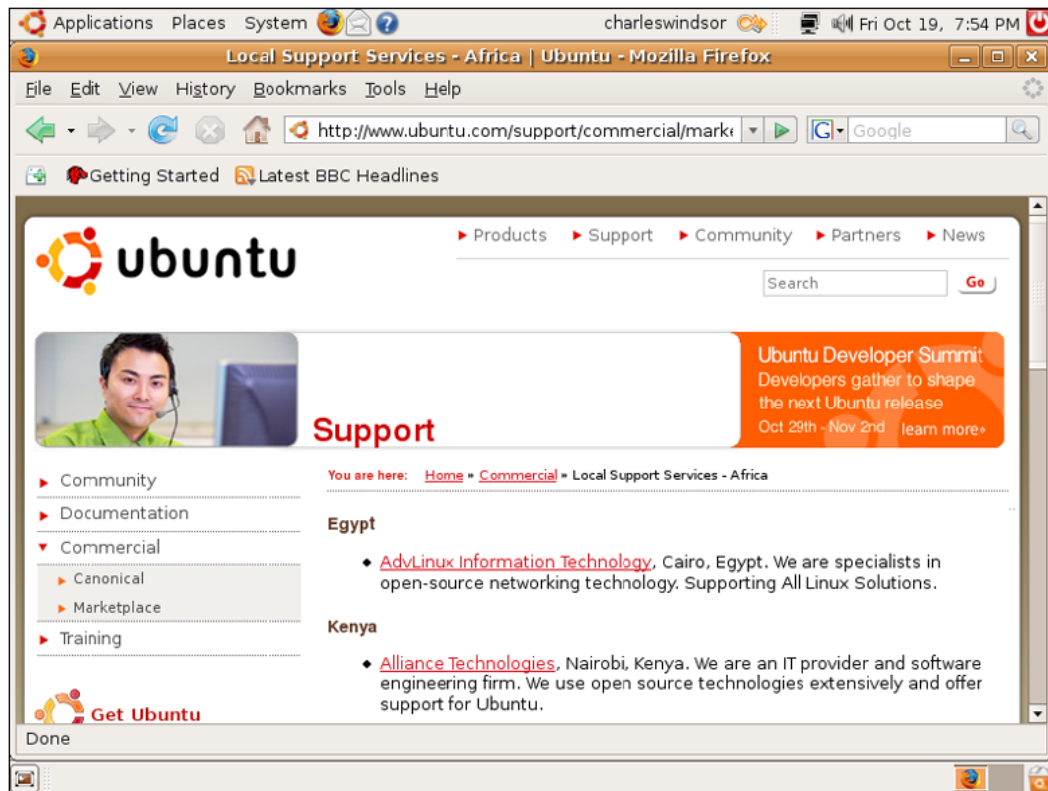 Applications Places System charleswindsor Fri Oct 19, 7:54 PM
Local Support Services - Africa | Ubuntu - Mozilla Firefox
File Edit View History Bookmarks Tools Help
http://www.ubuntu.com/support/commercial/marke G Google
Getting Started Latest BBC Headlines
ubuntu
Products Support Community Partners News
Search Go
Support
Ubuntu Developer Summit
Developers gather to shape
the next Ubuntu release
Oct 29th - Nov 2nd learn more»
Community
Documentation
Commercial
Canonical
Marketplace
Training
Get Ubuntu
You are here: Home » Commercial » Local Support Services - Africa
Egypt
AdvLinux Information Technology, Cairo, Egypt. We are specialists in
open-source networking technology. Supporting All Linux Solutions.
Kenya
Alliance Technologies, Nairobi, Kenya. We are an IT provider and software
engineering firm. We use open source technologies extensively and offer
support for Ubuntu.
Done